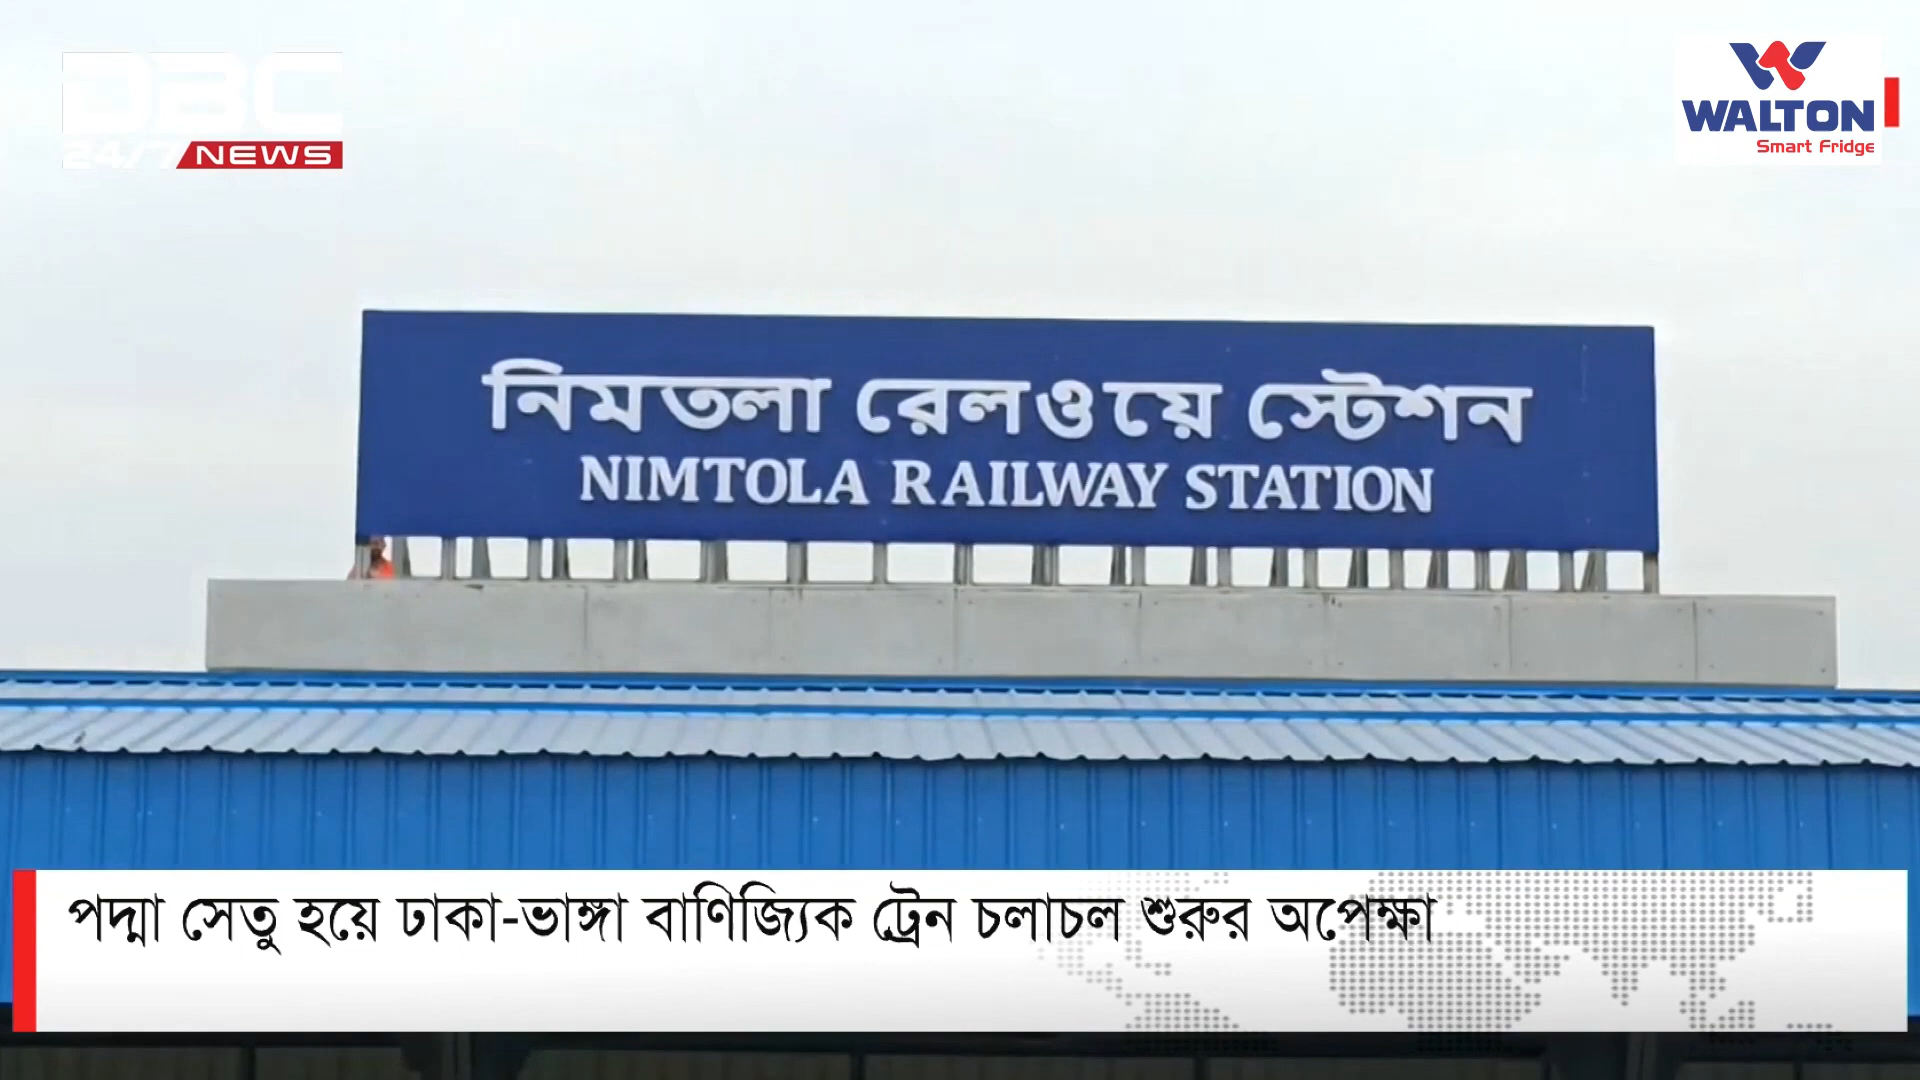 DBC
24/7 NEWS
WALTON
Smart Fridge
নিমতলা রেলওয়ে স্টেশন
NIMTOLA RAILWAY STATION
পদ্মা সেতু হয়ে ঢাকা-ভাঙ্গা বাণিজ্যিক ট্রেন চলাচল শুরুর অপেক্ষা